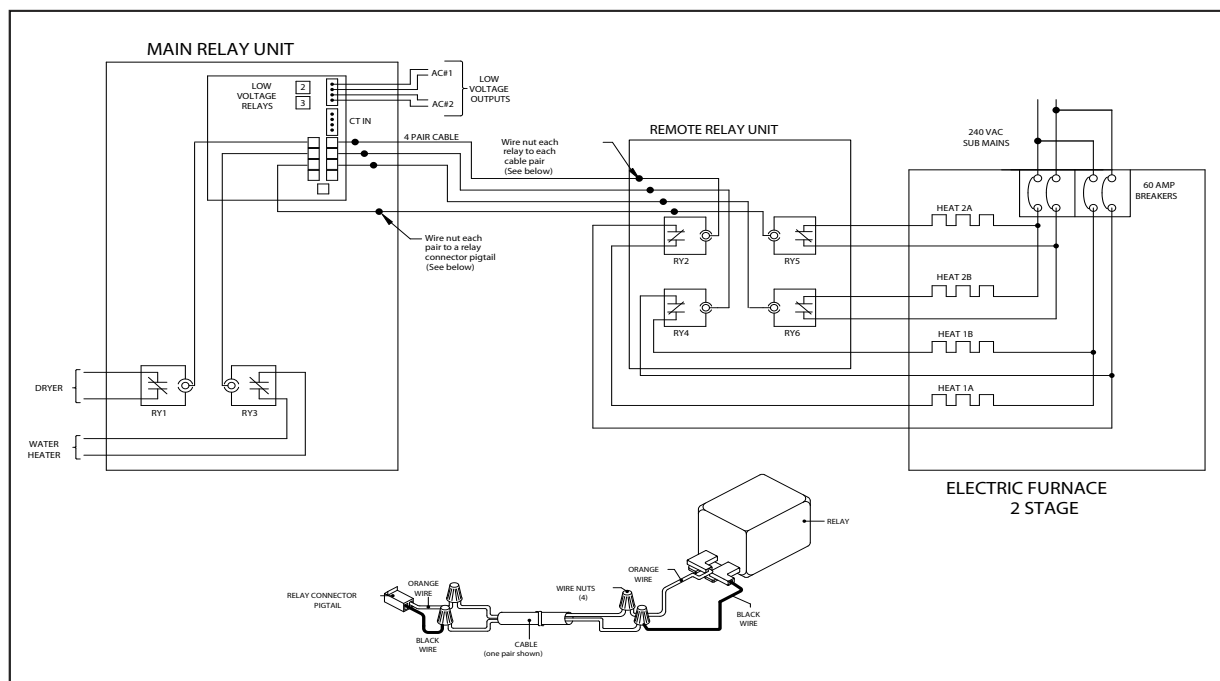 MAIN RELAY UNIT
LOW
VOLTAGE
RELAYS
2
3
AC#1
AC#2
LOW
VOLTAGE
OUTPUTS
CT IN
4 PAIR CABLE
Wire nut each
relay to each
cable pair
(See below)
Wire nut each
pair to a relay
connector pigtail
(See below)
REMOTE RELAY UNIT
RY2
RY5
RY4
RY6
240 VAC
SUB MAINS
60 AMP
BREAKERS
HEAT 2A
HEAT 2B
HEAT 1B
HEAT 1A
DRYER
RY1
RY3
WATER
HEATER
ELECTRIC FURNACE
2 STAGE
RELAY
ORANGE
WIRE
BLACK
WIRE
WIRE NUTS
(4)
RELAY CONNECTOR
PIGTAIL
ORANGE
WIRE
BLACK
WIRE
CABLE
(one pair shown)